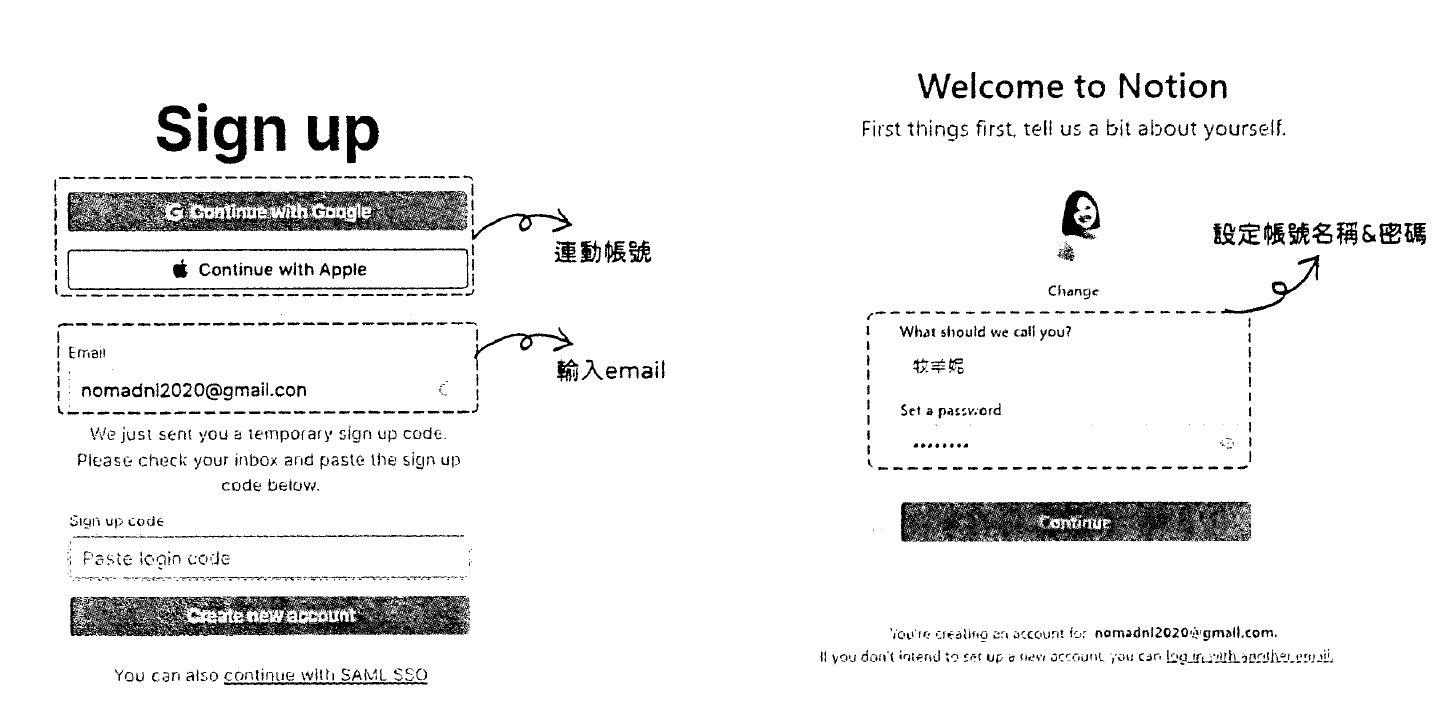 Sign up
G Continue with Google
Continue with Apple
連動帳號
Email
nomadnl2020@gmail.con
輸入email
We just sent you a temporary sign up code.
Please check your inbox and paste the sign up
code below.
Sign up code
Paste login code
Create new account
You can also continue with SAML SSO
Welcome to Notion
First things first, tell us a bit about yourself.
Change
設定帳號名稱&密碼
What should we call you?
牧羊妮
Set a password
••••••••
Continue
You're creating an account for nomadnl2020@gmail.com.
If you don't intend to set up a new account, you can log in with another email.